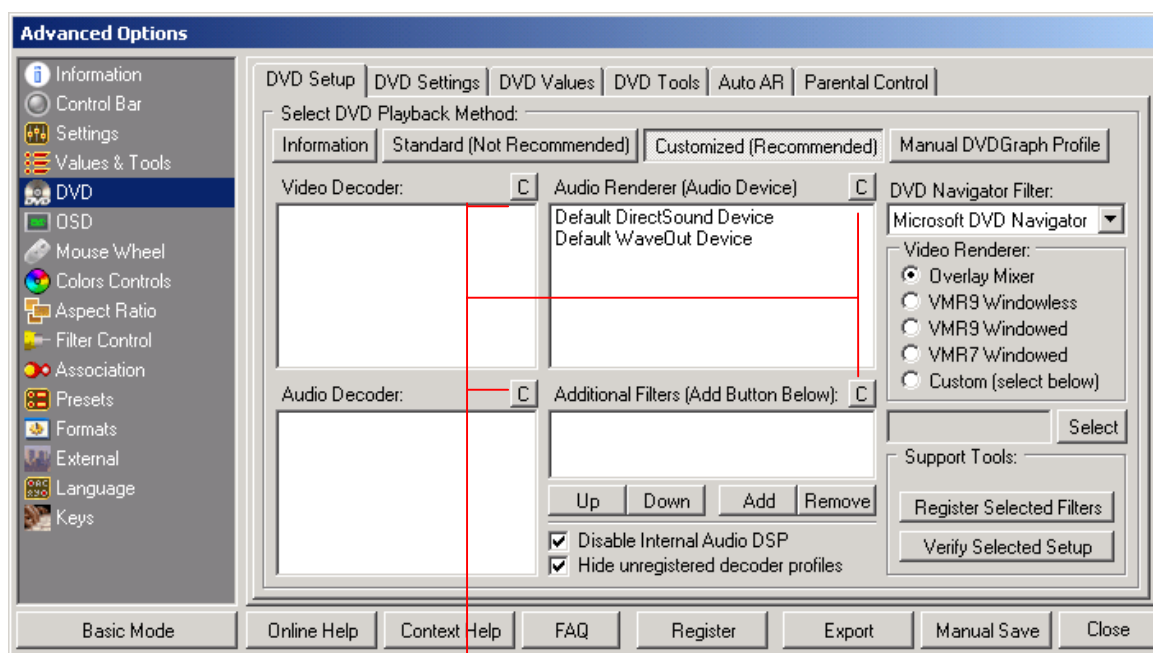 Advanced Options
Information
Control Bar
Settings
Values & Tools
DVD
OSD
Mouse Wheel
Colors Controls
Aspect Ratio
Filter Control
Association
Presets
Formats
External
Language
Keys
DVD Setup
DVD Settings
DVD Values
DVD Tools
Auto AR
Parental Control
Select DVD Playback Method:
Information
Standard (Not Recommended)
Customized (Recommended)
Manual DVDGraph Profile
Video Decoder:
C
Audio Renderer (Audio Device)
C
Default DirectSound Device
Default WaveOut Device
DVD Navigator Filter:
Microsoft DVD Navigator
Video Renderer:
Overlay Mixer
VMR9 Windowless
VMR9 Windowed
VMR7 Windowed
Custom (select below)
Select
Audio Decoder:
C
Additional Filters (Add Button Below):
C
Up
Down
Add
Remove
Disable Internal Audio DSP
Hide unregistered decoder profiles
Support Tools:
Register Selected Filters
Verify Selected Setup
Basic Mode
Online Help
Context Help
FAQ
Register
Export
Manual Save
Close